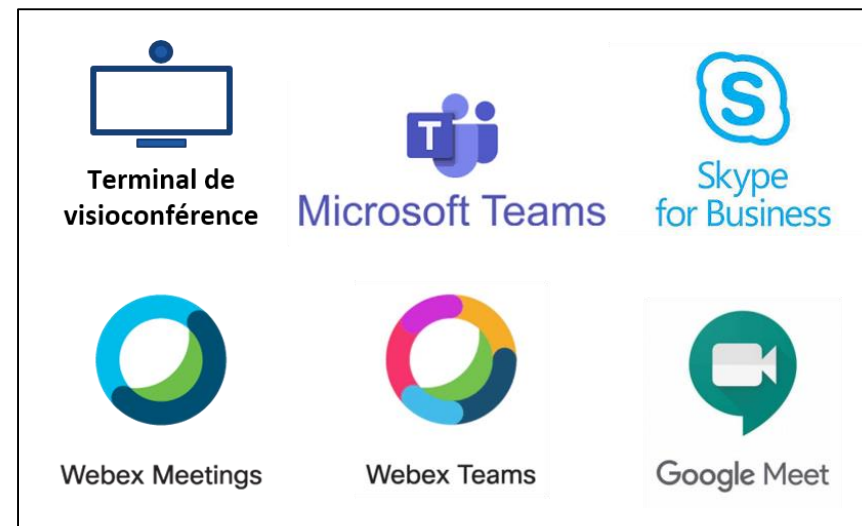 Terminal de
visioconférence
T
Microsoft Teams
S
Skype
for Business
Webex Meetings
Webex Teams
Google Meet